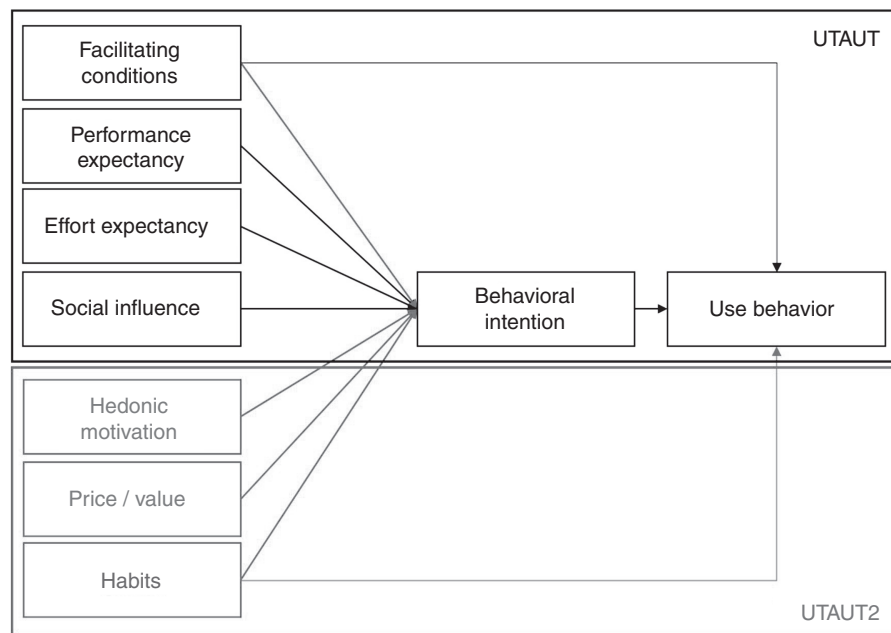 UTAUT
Facilitating
conditions
Performance
expectancy
Effort expectancy
Social influence
Behavioral
intention
Use behavior
Hedonic
motivation
Price / value
Habits
UTAUT2